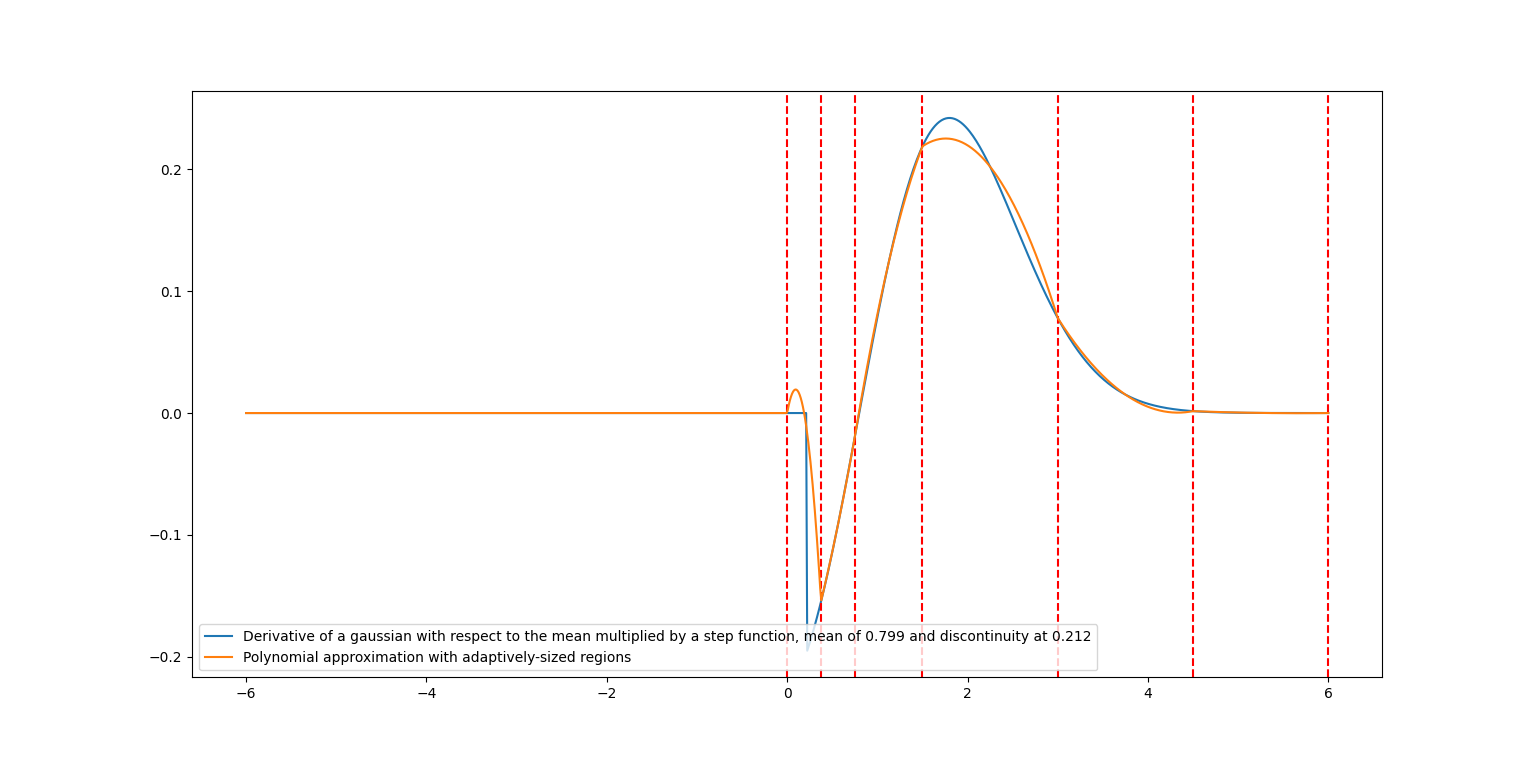 0.2
0.1
0.0
−0.1
−0.2
Derivative of a gaussian with respect to the mean multiplied by a step function, mean of 0.799 and discontinuity at 0.212
Polynomial approximation with adaptively-sized regions
−6 −4 −2 0 2 4 6